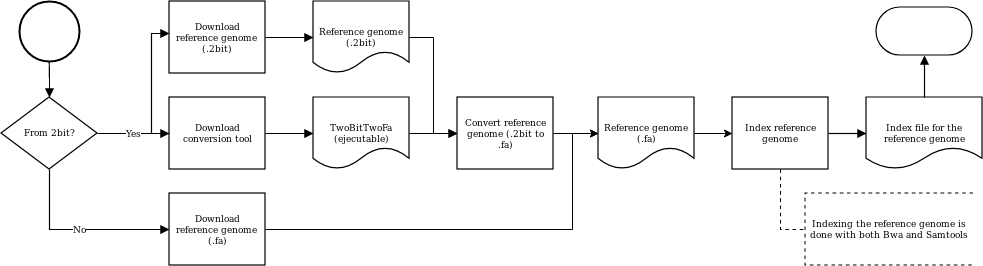 Download
reference genome
(.2bit)
Reference genome
(.2bit)
From 2bit?
Yes
Download
conversion tool
TwoBitTwoFa
(ejecutable)
Convert reference
genome (.2bit to
.fa)
Reference genome
(.fa)
Index reference
genome
Index file for the
reference genome
No
Download
reference genome
(.fa)
Indexing the reference genome is
done with both Bwa and Samtools